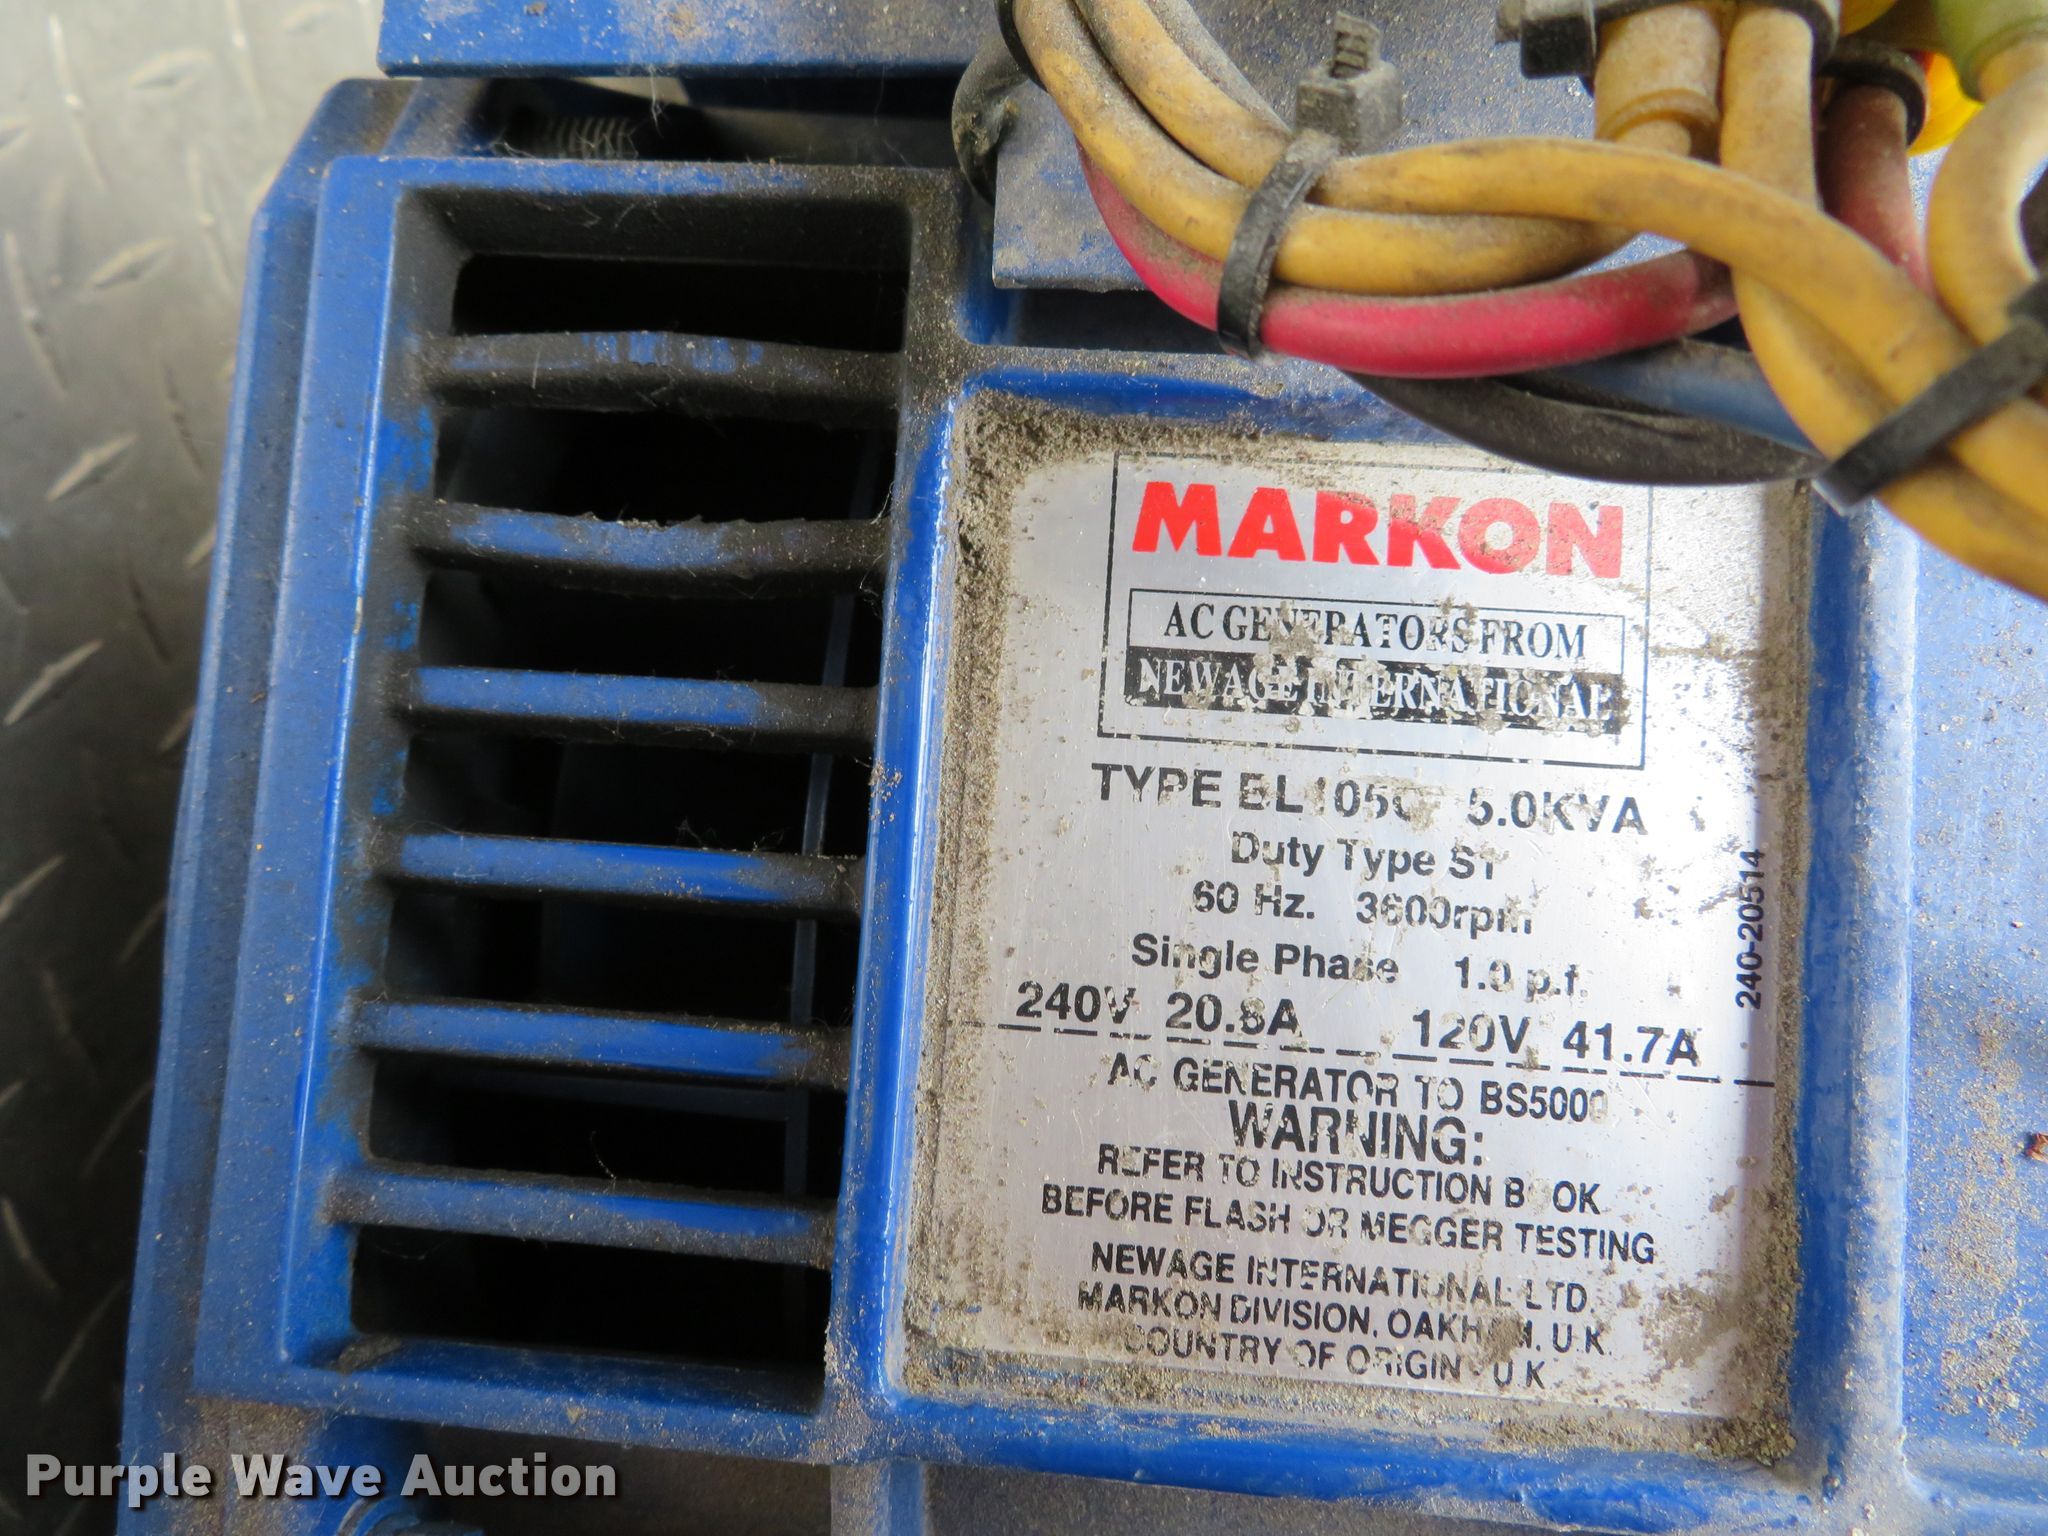 MARKON
AC GENERATORS FROM
NEWAGE INTERNATIONAL
TYPE 5.0KVA
Duty Type S1
60 Hz. 3600rpm
Single Phase 1.0 p.f.
240V 20.8A 120V 41.7A
AC GENERATOR TO BS5000
WARNING:
REFER TO INSTRUCTION BOOK
BEFORE FLASH OR MEGGER TESTING
NEWAGE INTERNATIONAL LTD.
MARKON DIVISION, OAKHAM, U.K.
COUNTRY OF ORIGIN - U K
240-20514
Purple Wave Auction